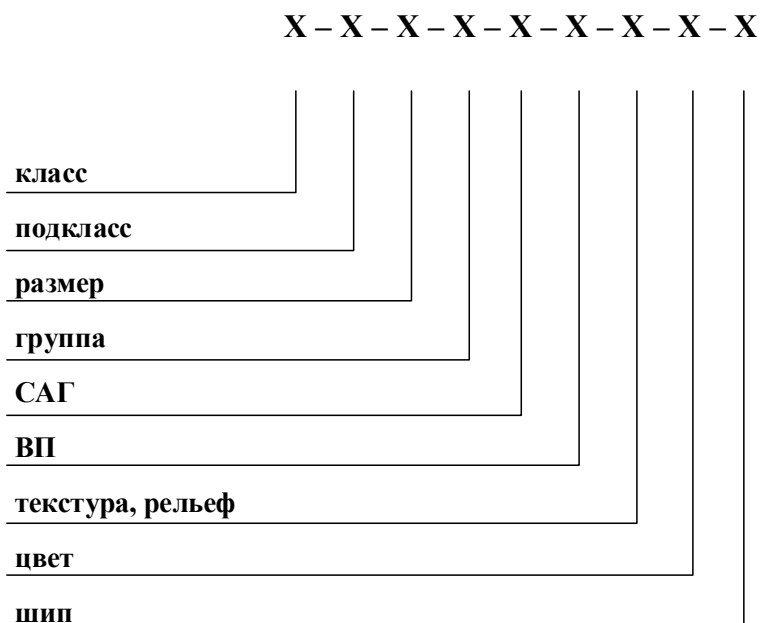 X – X – X – X – X – X – X – X – X
класс
подкласс
размер
группа
САГ
ВП
текстура, рельеф
цвет
шип